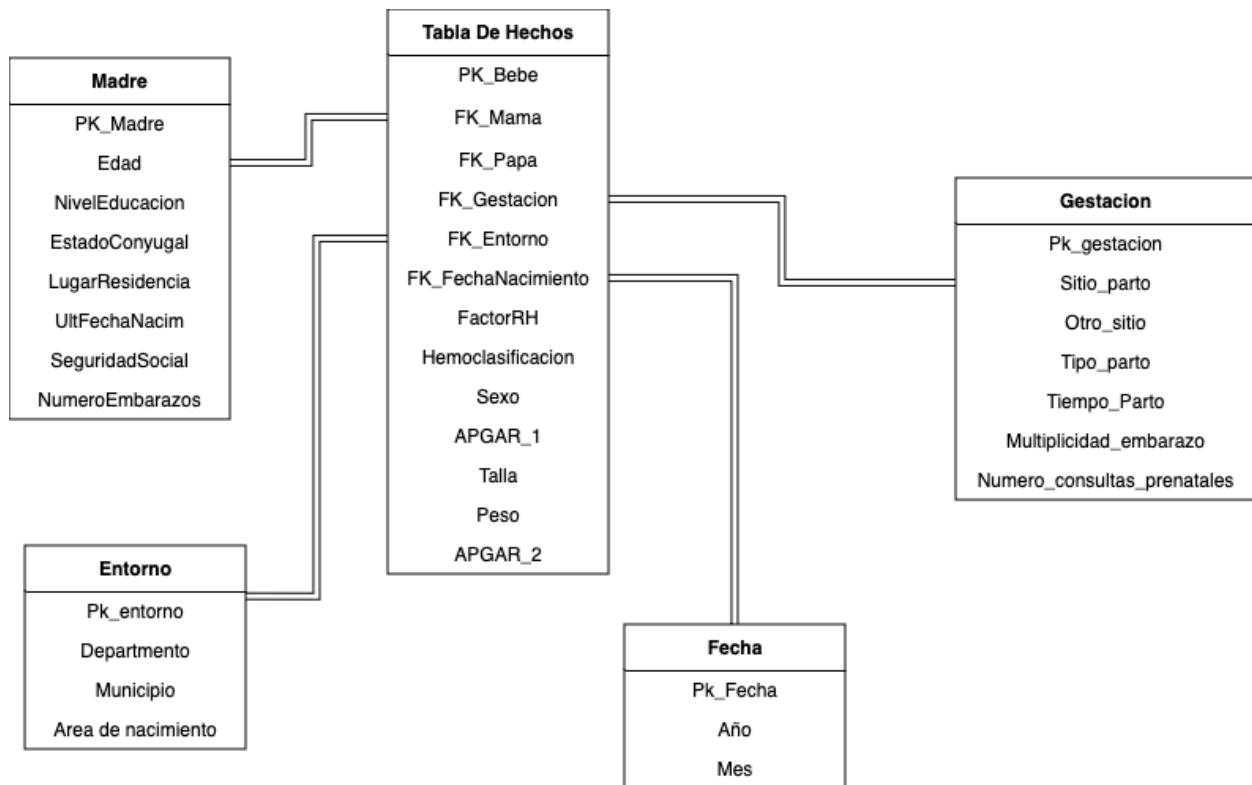 Madre
PK_Madre
Edad
NivelEducacion
EstadoConyugal
LugarResidencia
UltFechaNacim
SeguridadSocial
NumeroEmbarazos
Tabla De Hechos
PK_Bebe
FK_Mama
FK_Papa
FK_Gestacion
FK_Entorno
FK_FechaNacimiento
FactorRH
Hemoclasificacion
Sexo
APGAR_1
Talla
Peso
APGAR_2
Gestacion
Pk_gestacion
Sitio_parto
Otro_sitio
Tipo_parto
Tiempo_Parto
Multiplicidad_embarazo
Numero_consultas_prenatales
Entorno
Pk_entorno
Departmento
Municipio
Area de nacimiento
Fecha
Pk_Fecha
Año
Mes